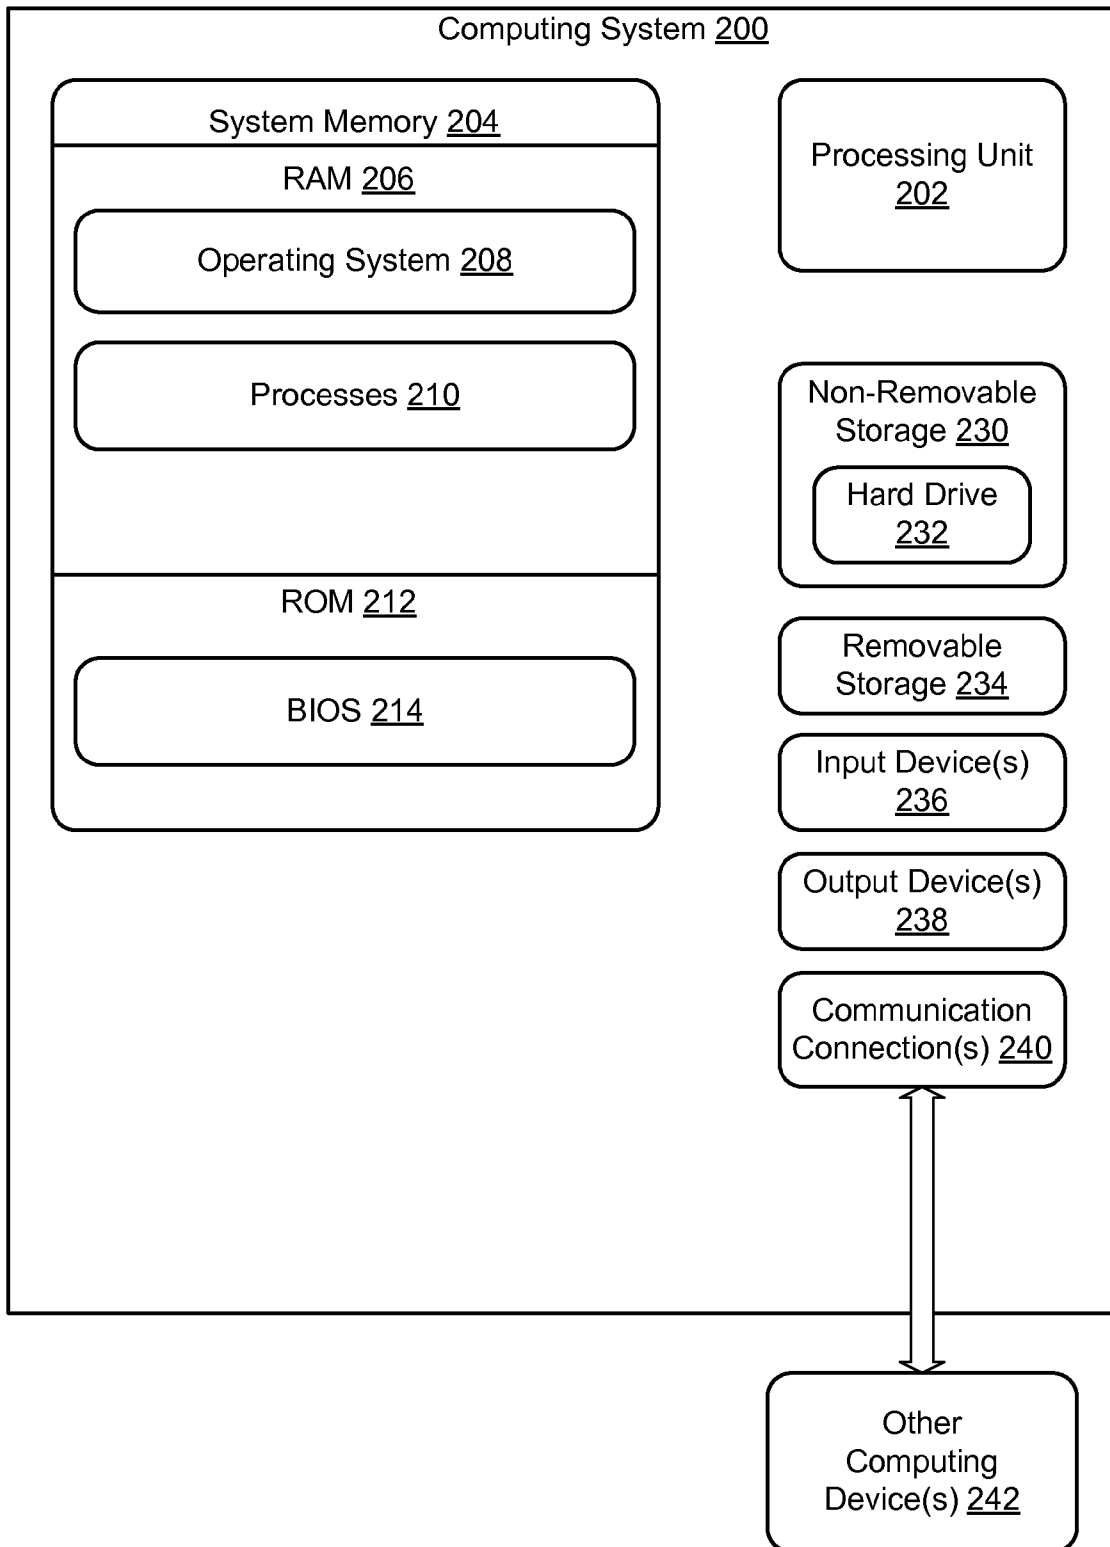 Computing System 200
System Memory 204
RAM 206
Operating System 208
Processes 210
ROM 212
BIOS 214
Processing Unit
202
Non-Removable
Storage 230
Hard Drive
232
Removable
Storage 234
Input Device(s)
236
Output Device(s)
238
Communication
Connection(s) 240
Other
Computing
Device(s) 242